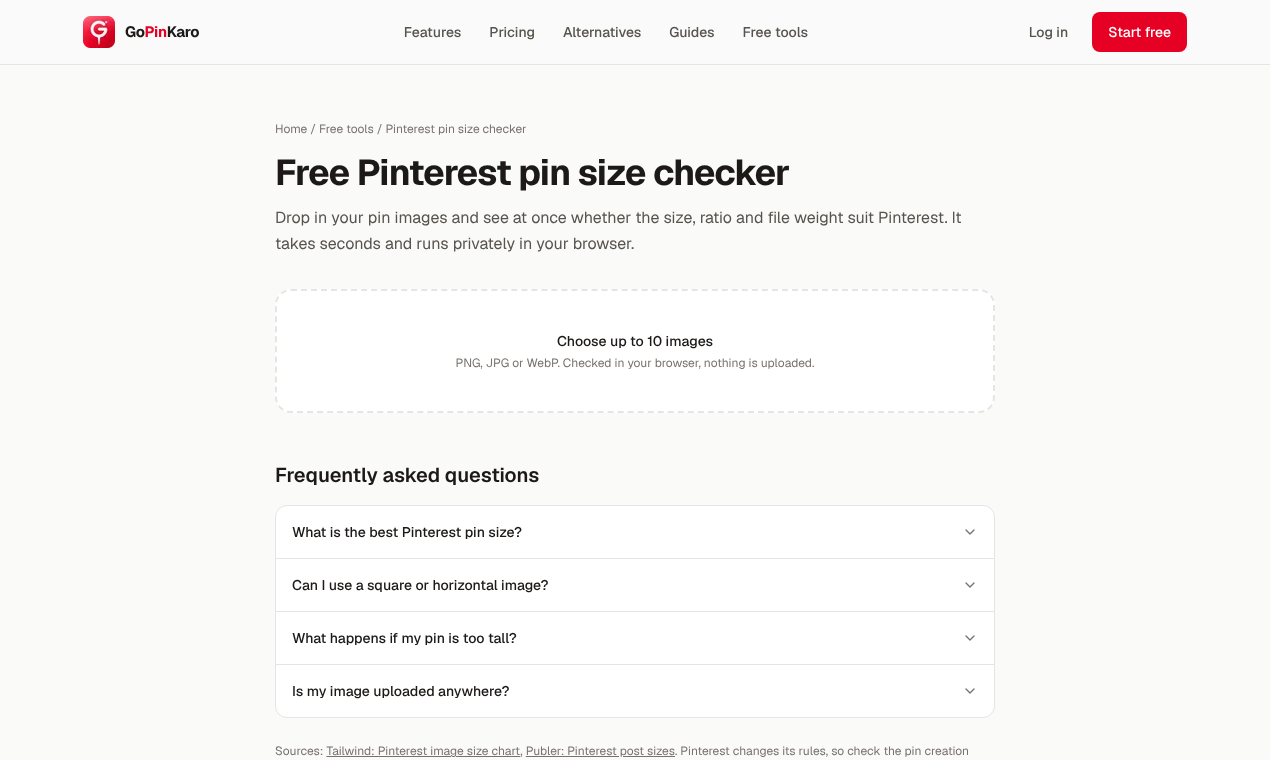 GoPinKaro
Features
Pricing
Alternatives
Guides
Free tools
Log in
Start free
Home / Free tools / Pinterest pin size checker
Free Pinterest pin size checker
Drop in your pin images and see at once whether the size, ratio and file weight suit Pinterest. It
takes seconds and runs privately in your browser.
Choose up to 10 images
PNG, JPG or WebP. Checked in your browser, nothing is uploaded.
Frequently asked questions
What is the best Pinterest pin size?
Can I use a square or horizontal image?
What happens if my pin is too tall?
Is my image uploaded anywhere?
Sources: Tailwind: Pinterest image size chart, Publer: Pinterest post sizes. Pinterest changes its rules, so check the pin creation